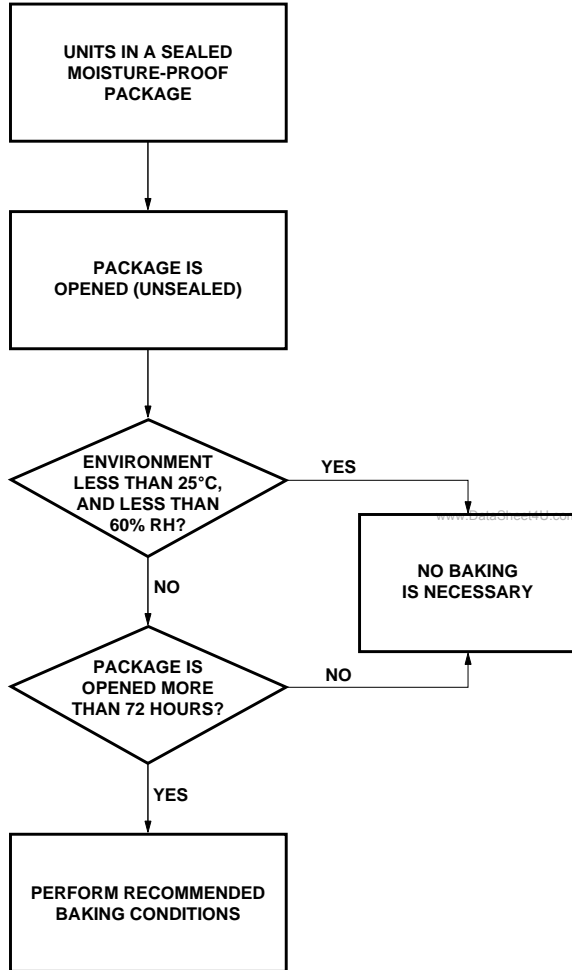 UNITS IN A SEALED
MOISTURE-PROOF
PACKAGE
PACKAGE IS
OPENED (UNSEALED)
ENVIRONMENT
LESS THAN 25°C,
AND LESS THAN
60% RH?
YES
www.DataSheet4U.com
NO BAKING
IS NECESSARY
NO
PACKAGE IS
OPENED MORE
THAN 72 HOURS?
NO
YES
PERFORM RECOMMENDED
BAKING CONDITIONS